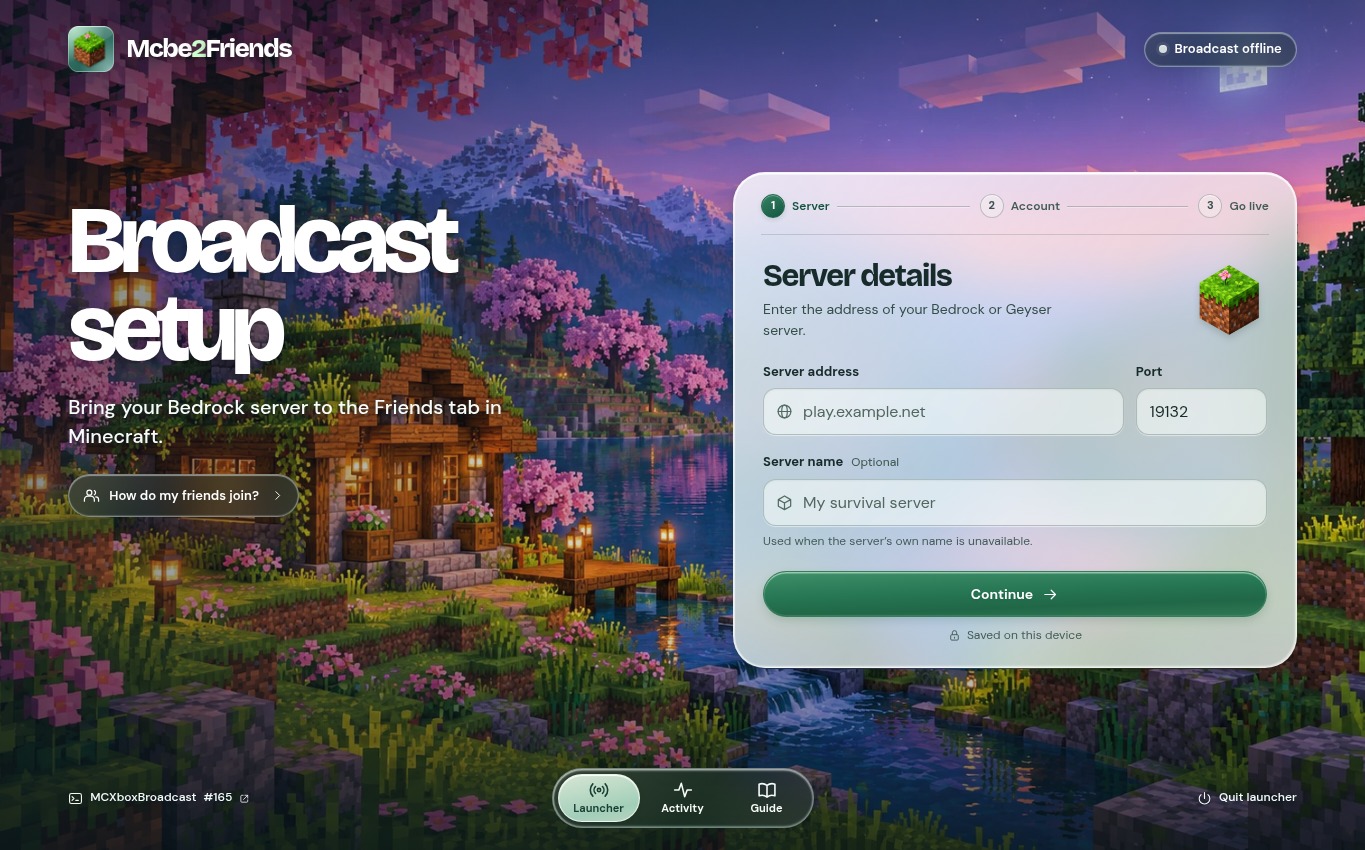 Mcbe2Friends
Broadcast offline
Broadcast
setup
Bring your Bedrock server to the Friends tab in
Minecraft.
How do my friends join?
1 Server
2 Account
3 Go live
Server details
Enter the address of your Bedrock or Geyser
server.
Server address
Port
play.example.net
19132
Server name Optional
My survival server
Used when the server's own name is unavailable.
Continue
Saved on this device
MCXboxBroadcast #165
Launcher
Activity
Guide
Quit launcher